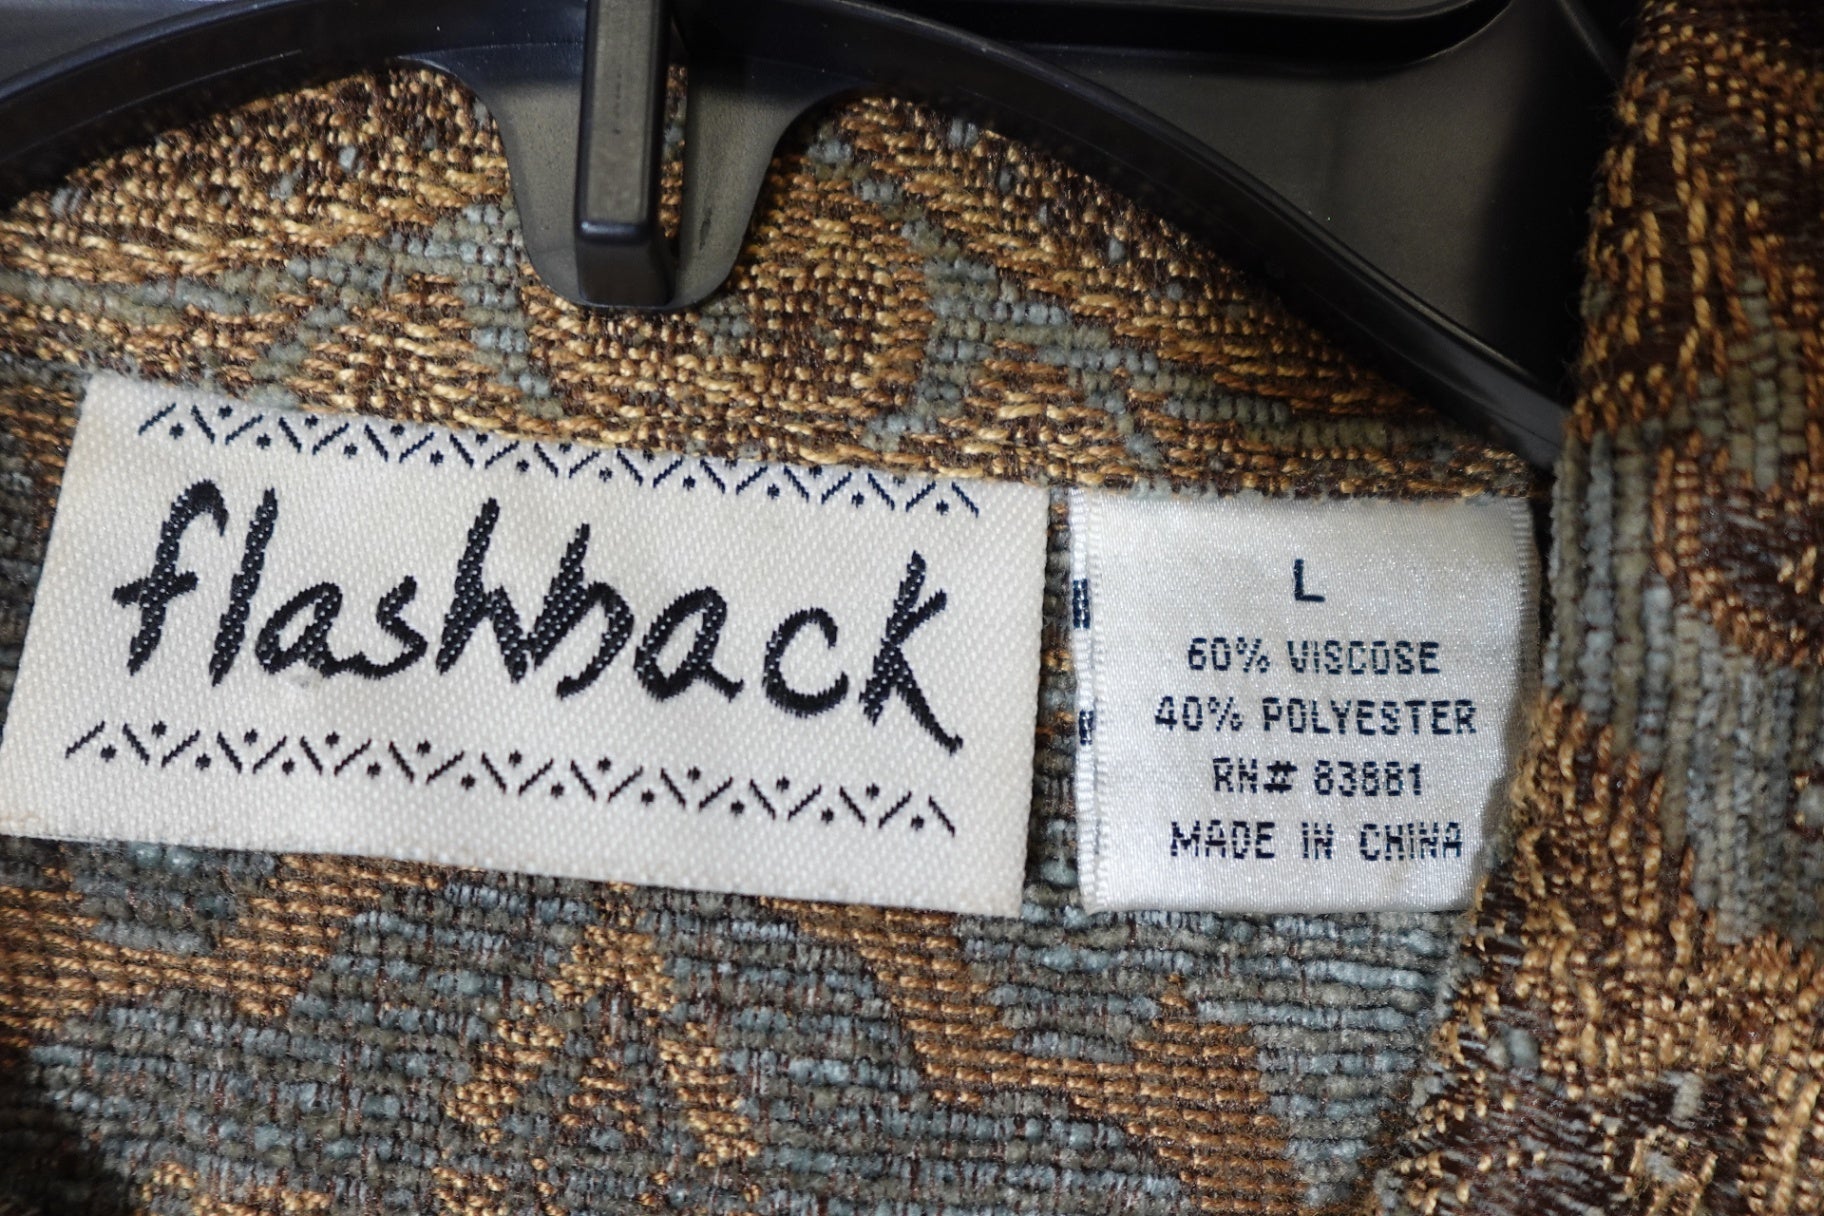 flashback
L
60% VISCOSE
40% POLYESTER
RN# 83881
MADE IN CHINA